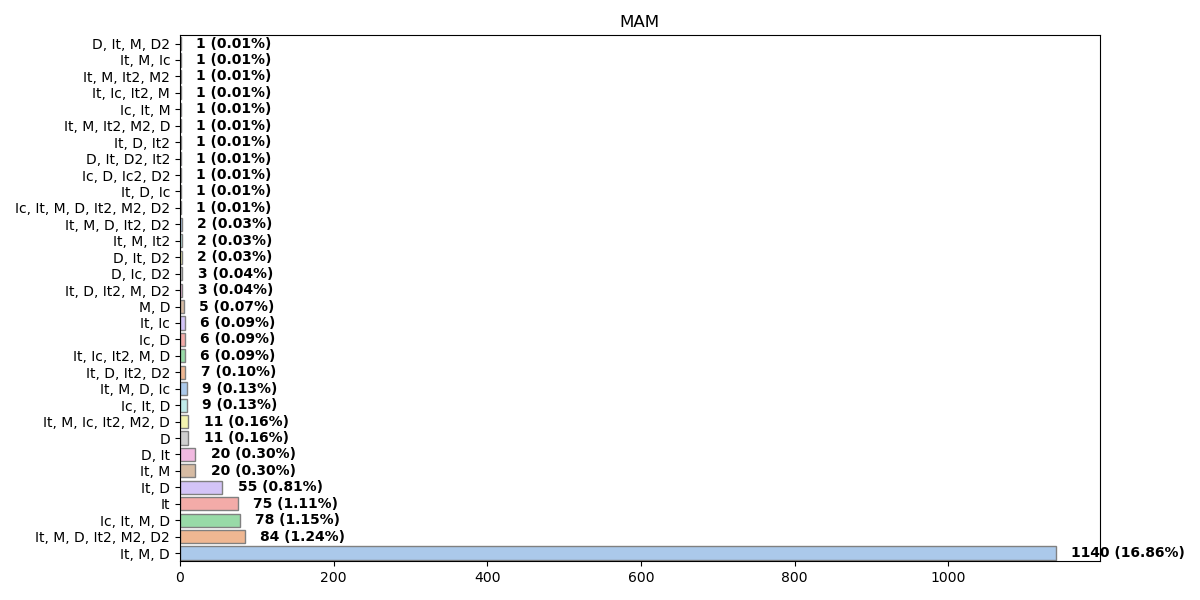 MAM
D, It, M, D2 1 (0.01%)
It, M, Ic 1 (0.01%)
It, M, It2, M2 1 (0.01%)
It, Ic, It2, M 1 (0.01%)
Ic, It, M 1 (0.01%)
It, M, It2, M2, D 1 (0.01%)
It, D, It2 1 (0.01%)
D, It, D2, It2 1 (0.01%)
Ic, D, Ic2, D2 1 (0.01%)
It, D, Ic 1 (0.01%)
Ic, It, M, D, It2, M2, D2 1 (0.01%)
It, M, D, It2, D2 2 (0.03%)
It, M, It2 2 (0.03%)
D, It, D2 2 (0.03%)
D, Ic, D2 3 (0.04%)
It, D, It2, M, D2 3 (0.04%)
M, D 5 (0.07%)
It, Ic 6 (0.09%)
Ic, D 6 (0.09%)
It, Ic, It2, M, D 6 (0.09%)
It, D, It2, D2 7 (0.10%)
It, M, D, Ic 9 (0.13%)
Ic, It, D 9 (0.13%)
It, M, Ic, It2, M2, D 11 (0.16%)
D 11 (0.16%)
D, It 20 (0.30%)
It, M 20 (0.30%)
It, D 55 (0.81%)
It 75 (1.11%)
Ic, It, M, D 78 (1.15%)
It, M, D, It2, M2, D2 84 (1.24%)
It, M, D 1140 (16.86%)
0 200 400 600 800 1000